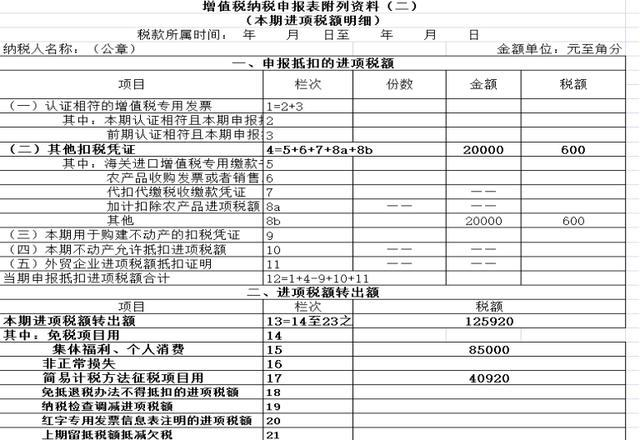 增值税纳税申报表附列资料（二）
（本期进项税额明细）
税款所属时间： 年 月 日至 年 月 日
纳税人名称：（公章） 金额单位：元至角分
一、申报抵扣的进项税额
项目 栏次 份数 金额 税额
（一）认证相符的增值税专用发票 1=2+3
其中：本期认证相符且本期申报 2
前期认证相符且本期申报 3
（二）其他扣税凭证 4=5+6+7+8a+8b 20000 600
其中：海关进口增值税专用缴款 5
农产品收购发票或者销售 6
代扣代缴税收缴款凭证 7 ——
加计扣除农产品进项税额 8a —— ——
其他 8b 20000 600
（三）本期用于购建不动产的扣税凭证 9
（四）本期不动产允许抵扣进项税额 10 —— ——
（五）外贸企业进项税额抵扣证明 11 —— ——
当期申报抵扣进项税额合计 12=1+4-9+10+11
二、进项税额转出额
项目 栏次 税额
本期进项税额转出额 13=14至23之 125920
其中：免税项目用 14
集体福利、个人消费 15 85000
非正常损失 16
简易计税方法征税项目用 17 40920
免抵退税办法不得抵扣的进项税额 18
纳税检查调减进项税额 19
红字专用发票信息表注明的进项税额 20
上期留抵税额抵减欠税 21